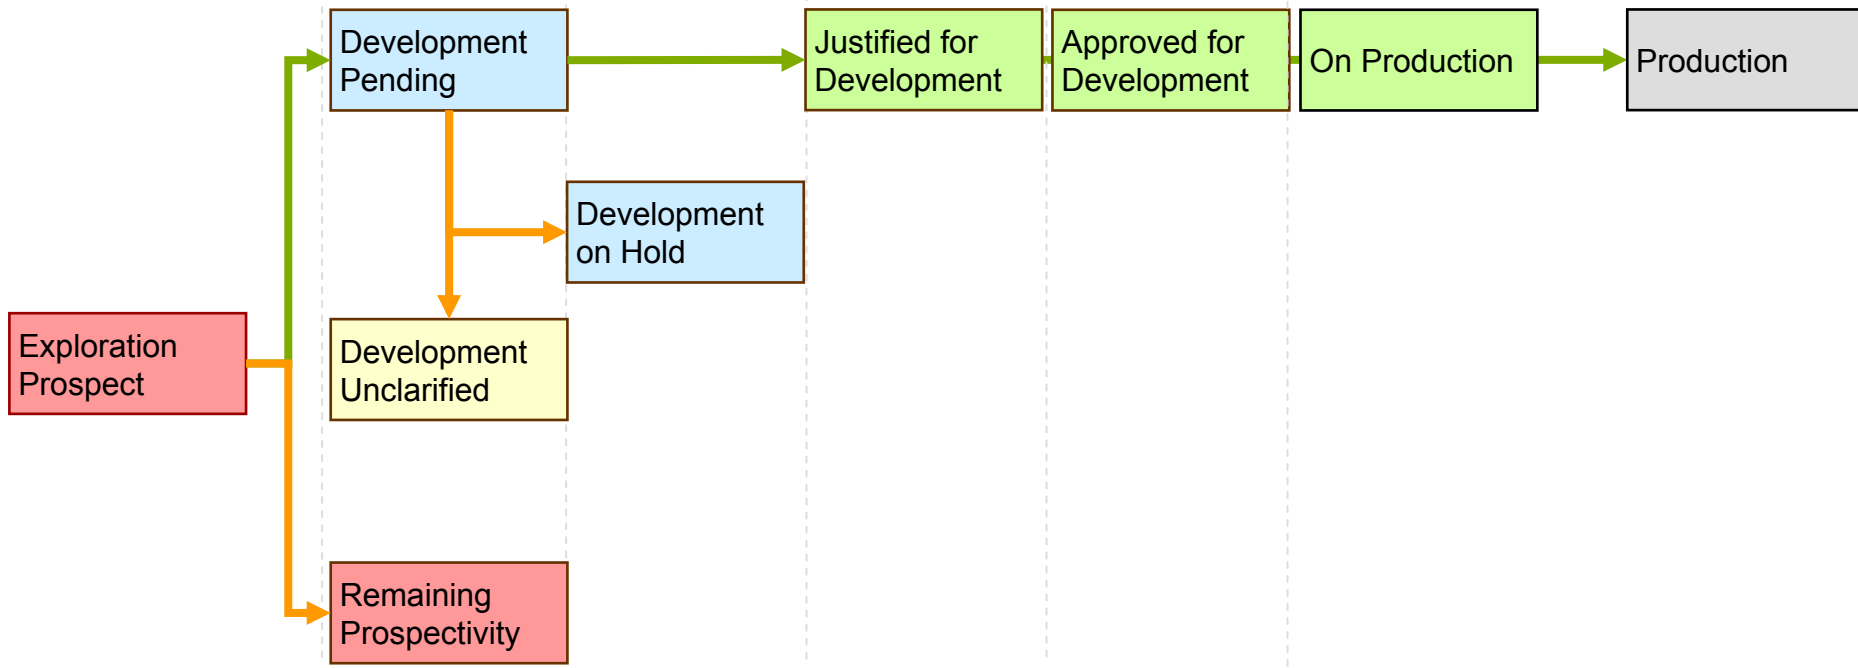 Development
Pending
Justified for
Development
Approved for
Development
On Production
Production
Development
on Hold
Exploration
Prospect
Development
Unclarified
Remaining
Prospectivity